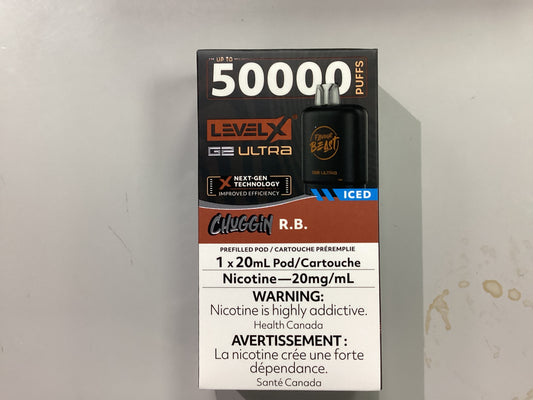 UP TO
50000 PUFFS
LEVEL X
G2 ULTRA
FLAVOUR
BEAST
G2 ULTRA
X NEXT-GEN
TECHNOLOGY
IMPROVED EFFICIENCY
ICED
CHUGGIN R.B.
PREFILLED POD / CARTOUCHE PRÉREMPLIE
1 x 20mL Pod/Cartouche
Nicotine—20mg/mL
WARNING:
Nicotine is highly addictive.
Health Canada
AVERTISSEMENT :
La nicotine crée une forte
dépendance.
Santé Canada